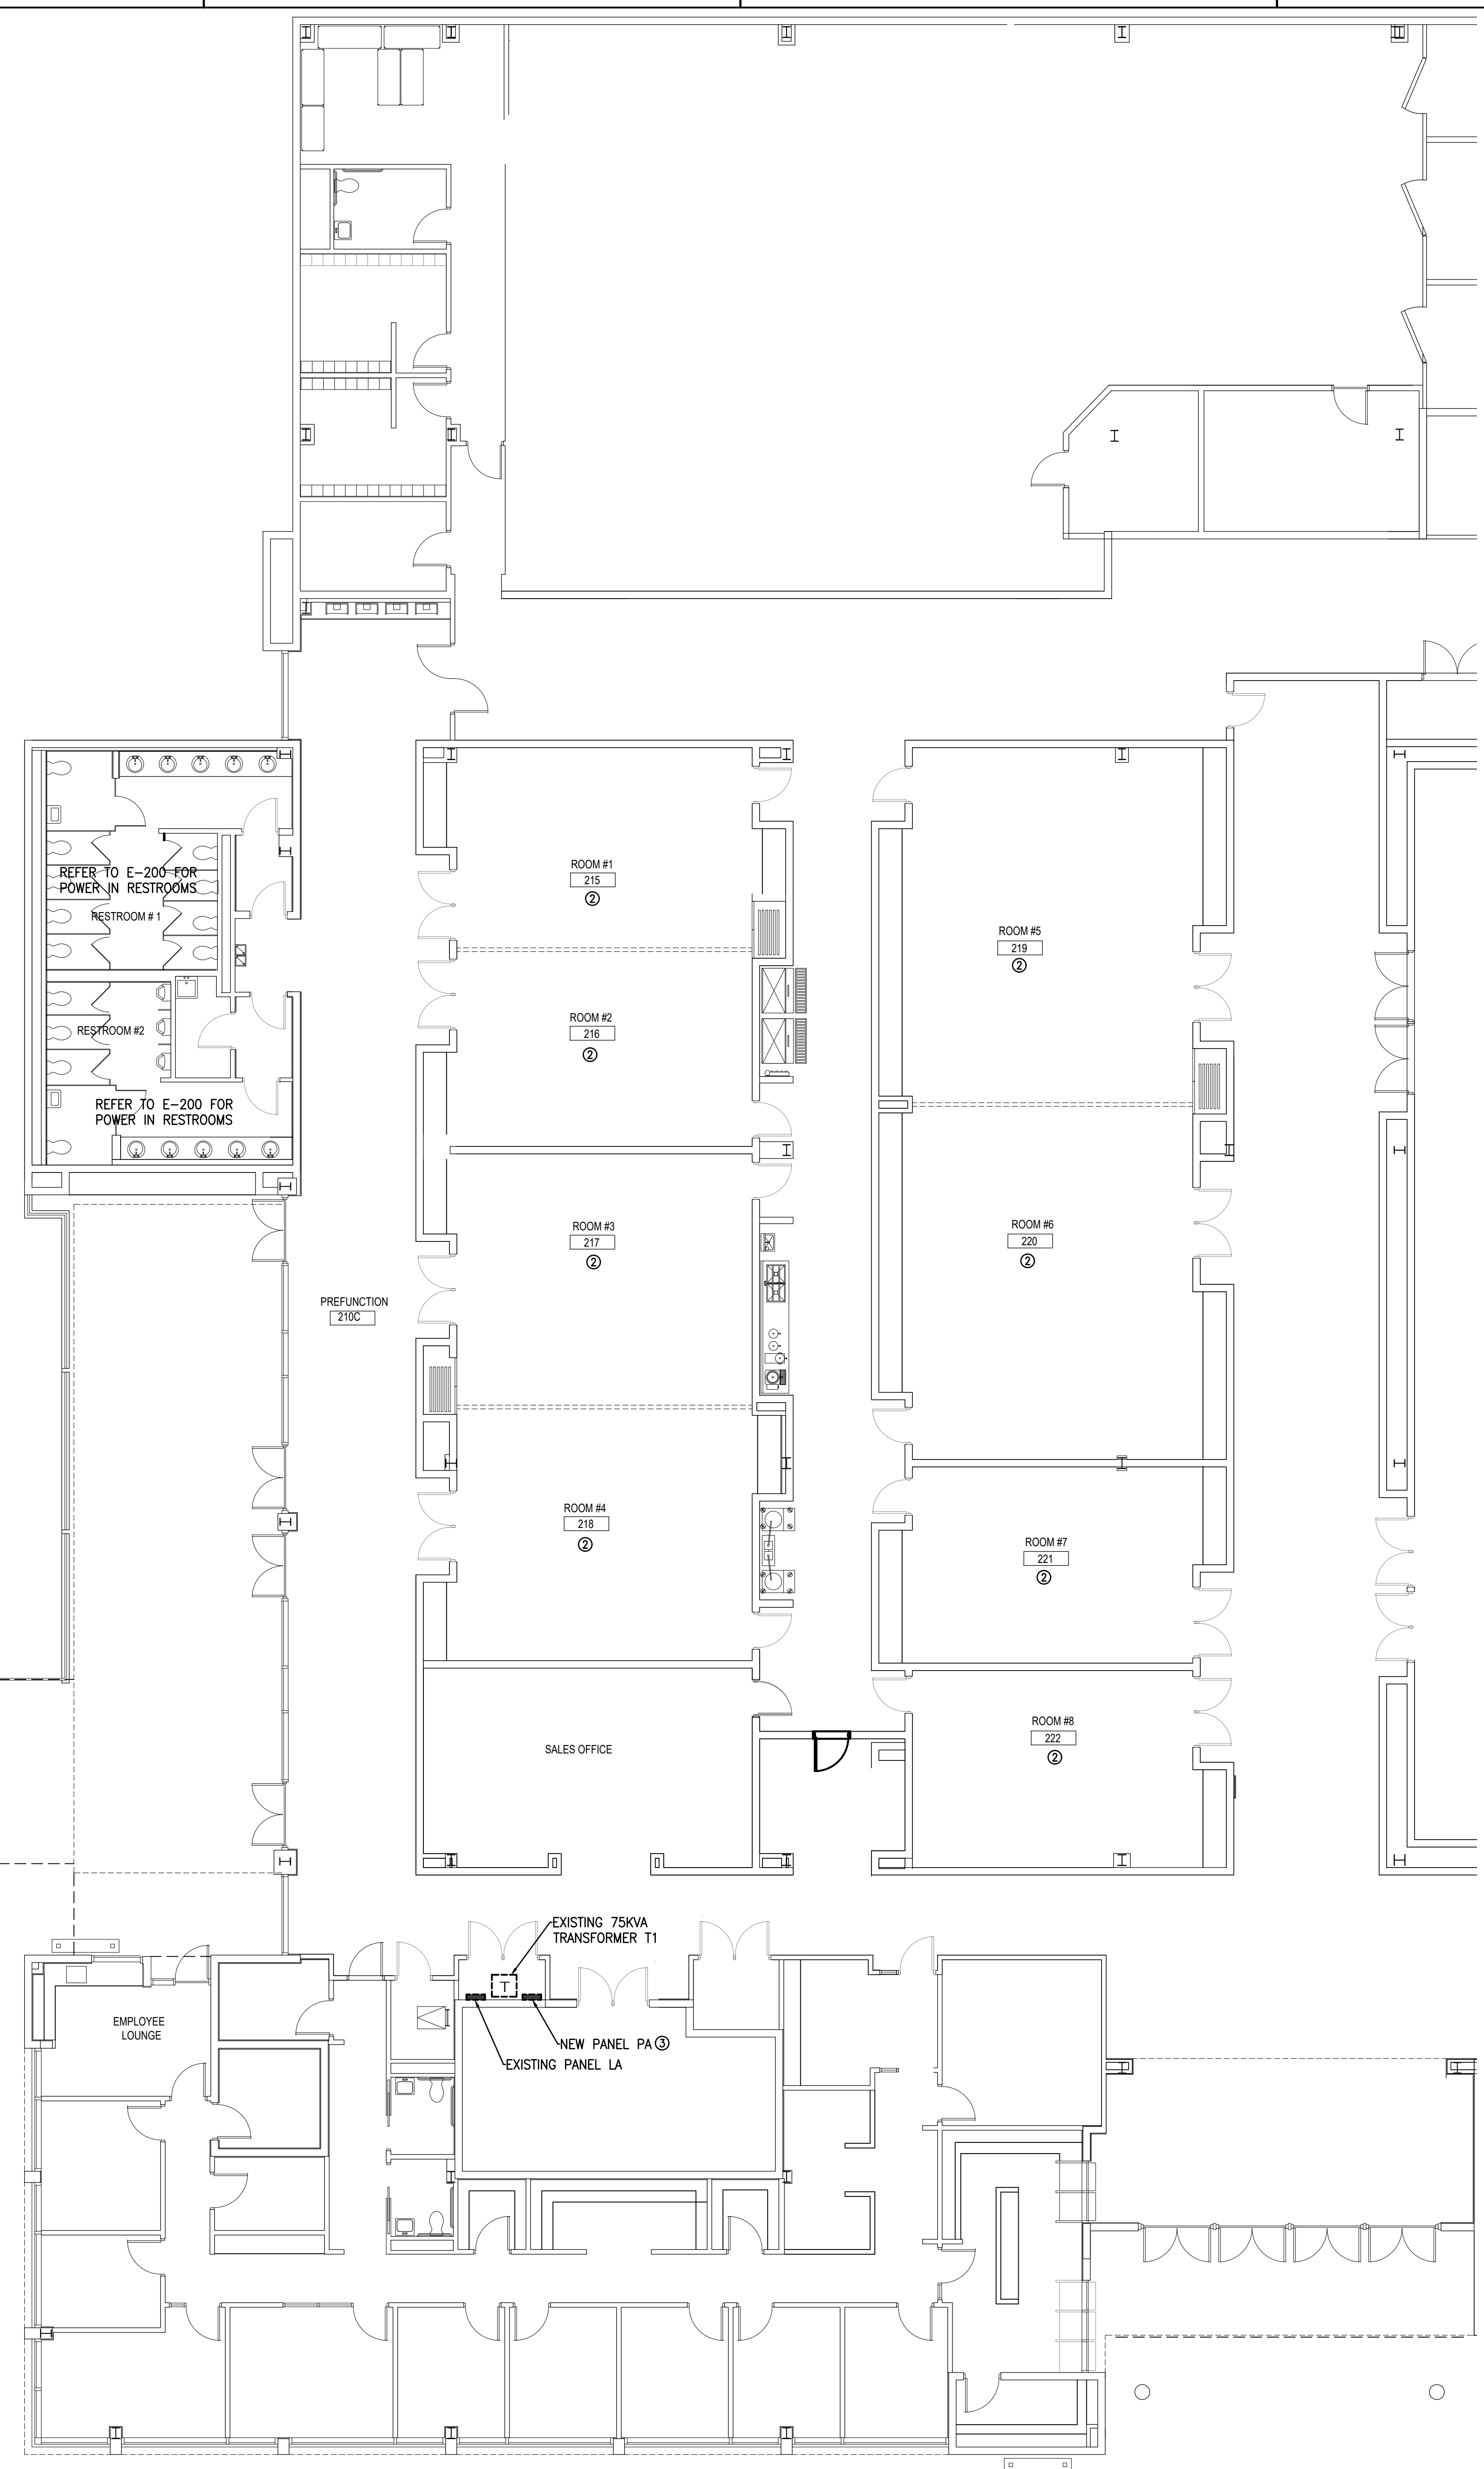 REFER TO E-200 FOR
POWER IN RESTROOMS
RESTROOM # 1
RESTROOM #2
REFER TO E-200 FOR
POWER IN RESTROOMS
ROOM #1
215
2
ROOM #2
216
2
ROOM #3
217
2
PREFUNCTION
210C
ROOM #4
218
2
SALES OFFICE
ROOM #5
219
2
ROOM #6
220
2
ROOM #7
221
2
ROOM #8
222
2
EXISTING 75KVA
TRANSFORMER T1
T
NEW PANEL PA 3
EXISTING PANEL LA
EMPLOYEE
LOUNGE